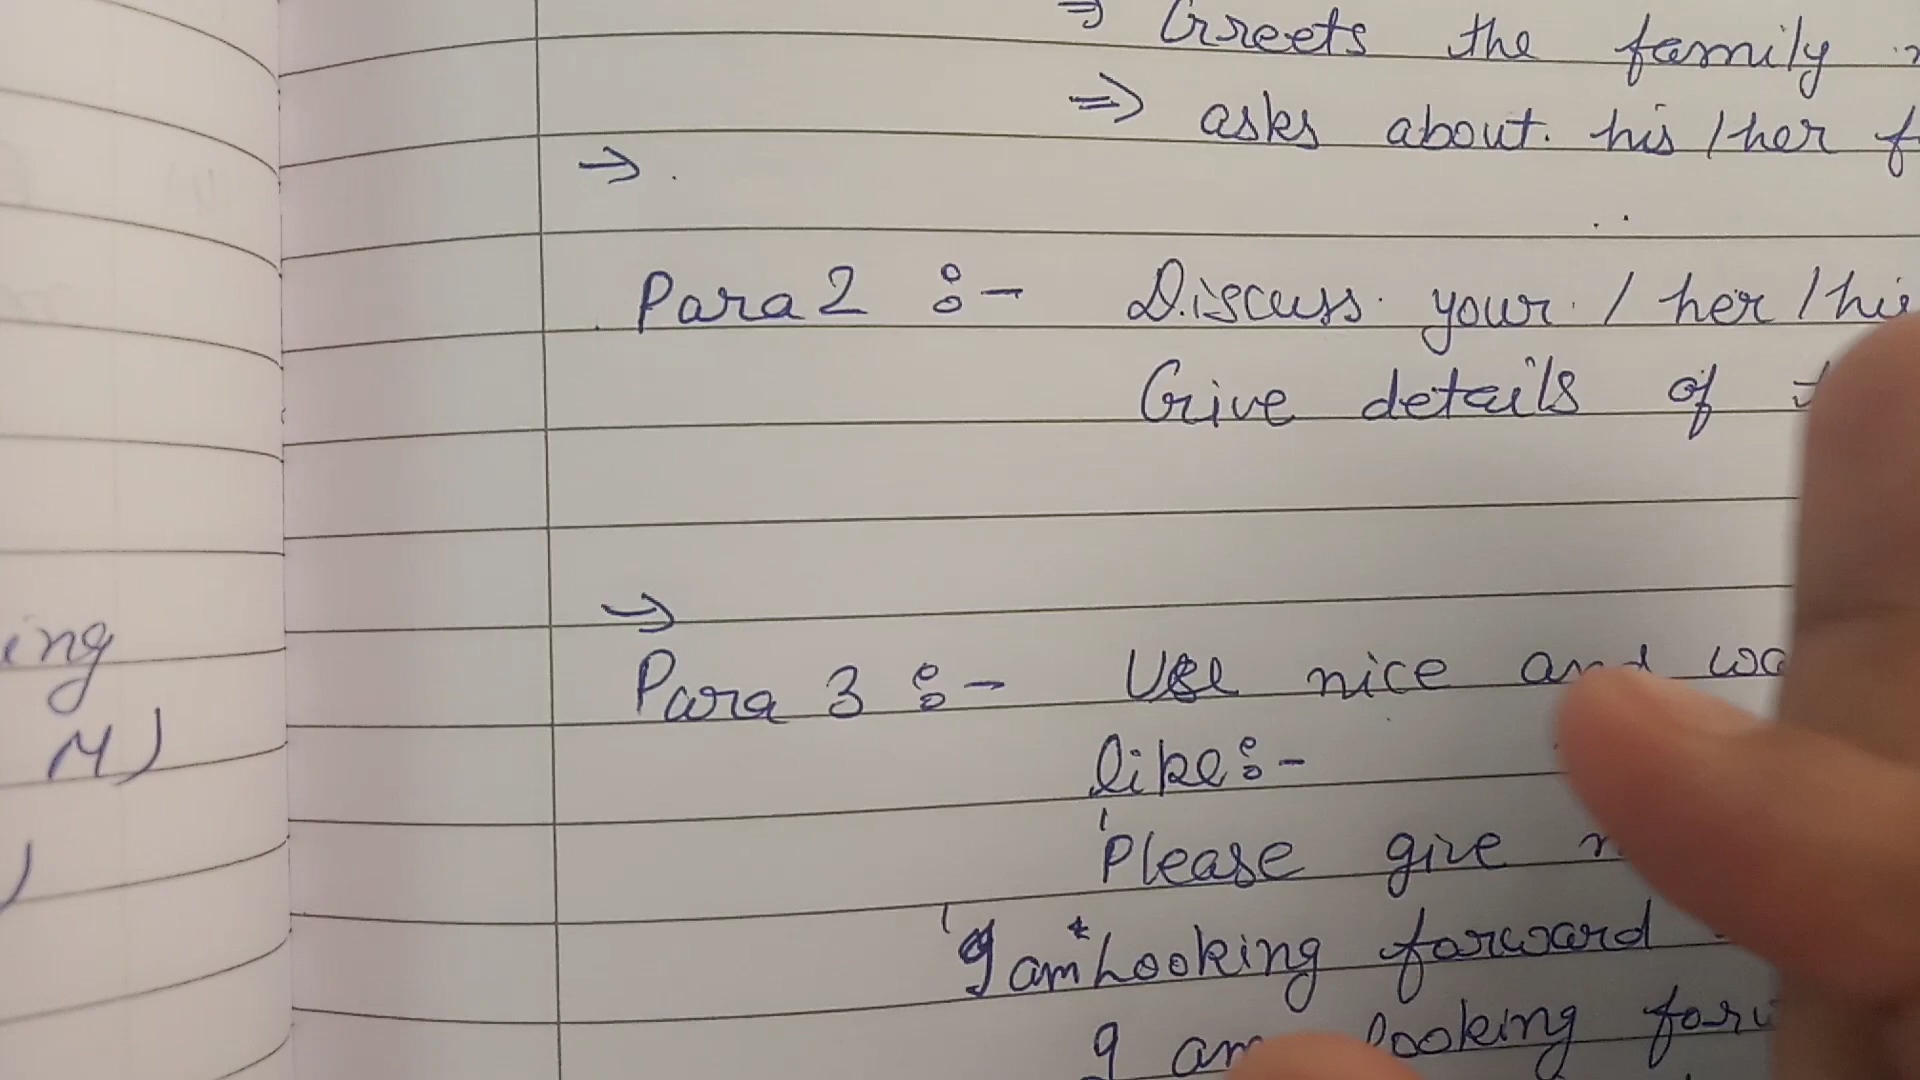 ⇒ Greets the family
⇒ asks about. his / her
→ .
Para 2 :- Discuss your / her / his
Give details of
→
Para 3 :- Use nice and
like:-
'Please give
'I am Looking forward
I am looking
ing
M)
)